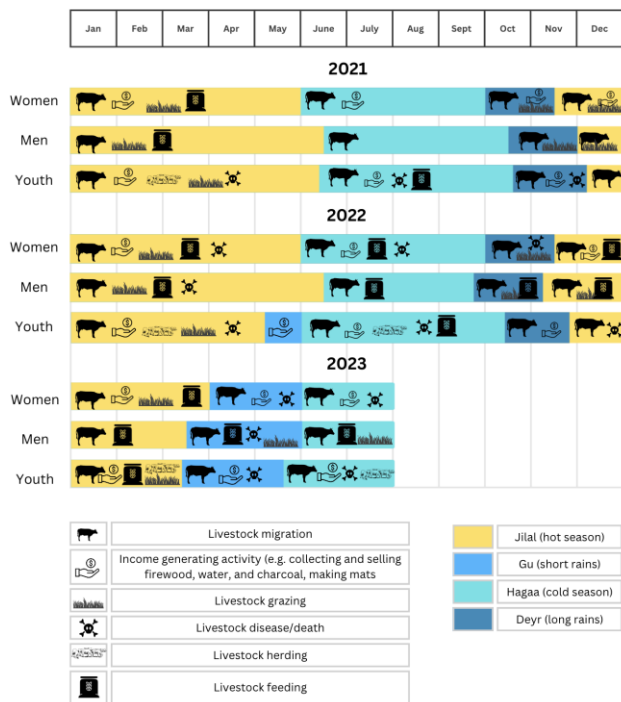 Jan Feb Mar Apr May June July Aug Sept Oct Nov Dec
2021
Women
Men
Youth
2022
Women
Men
Youth
2023
Women
Men
Youth
Livestock migration
Income generating activity (e.g. collecting and selling
firewood, water, and charcoal, making mats
Livestock grazing
Livestock disease/death
Livestock herding
Livestock feeding
Jilal (hot season)
Gu (short rains)
Hagaa (cold season)
Deyr (long rains)